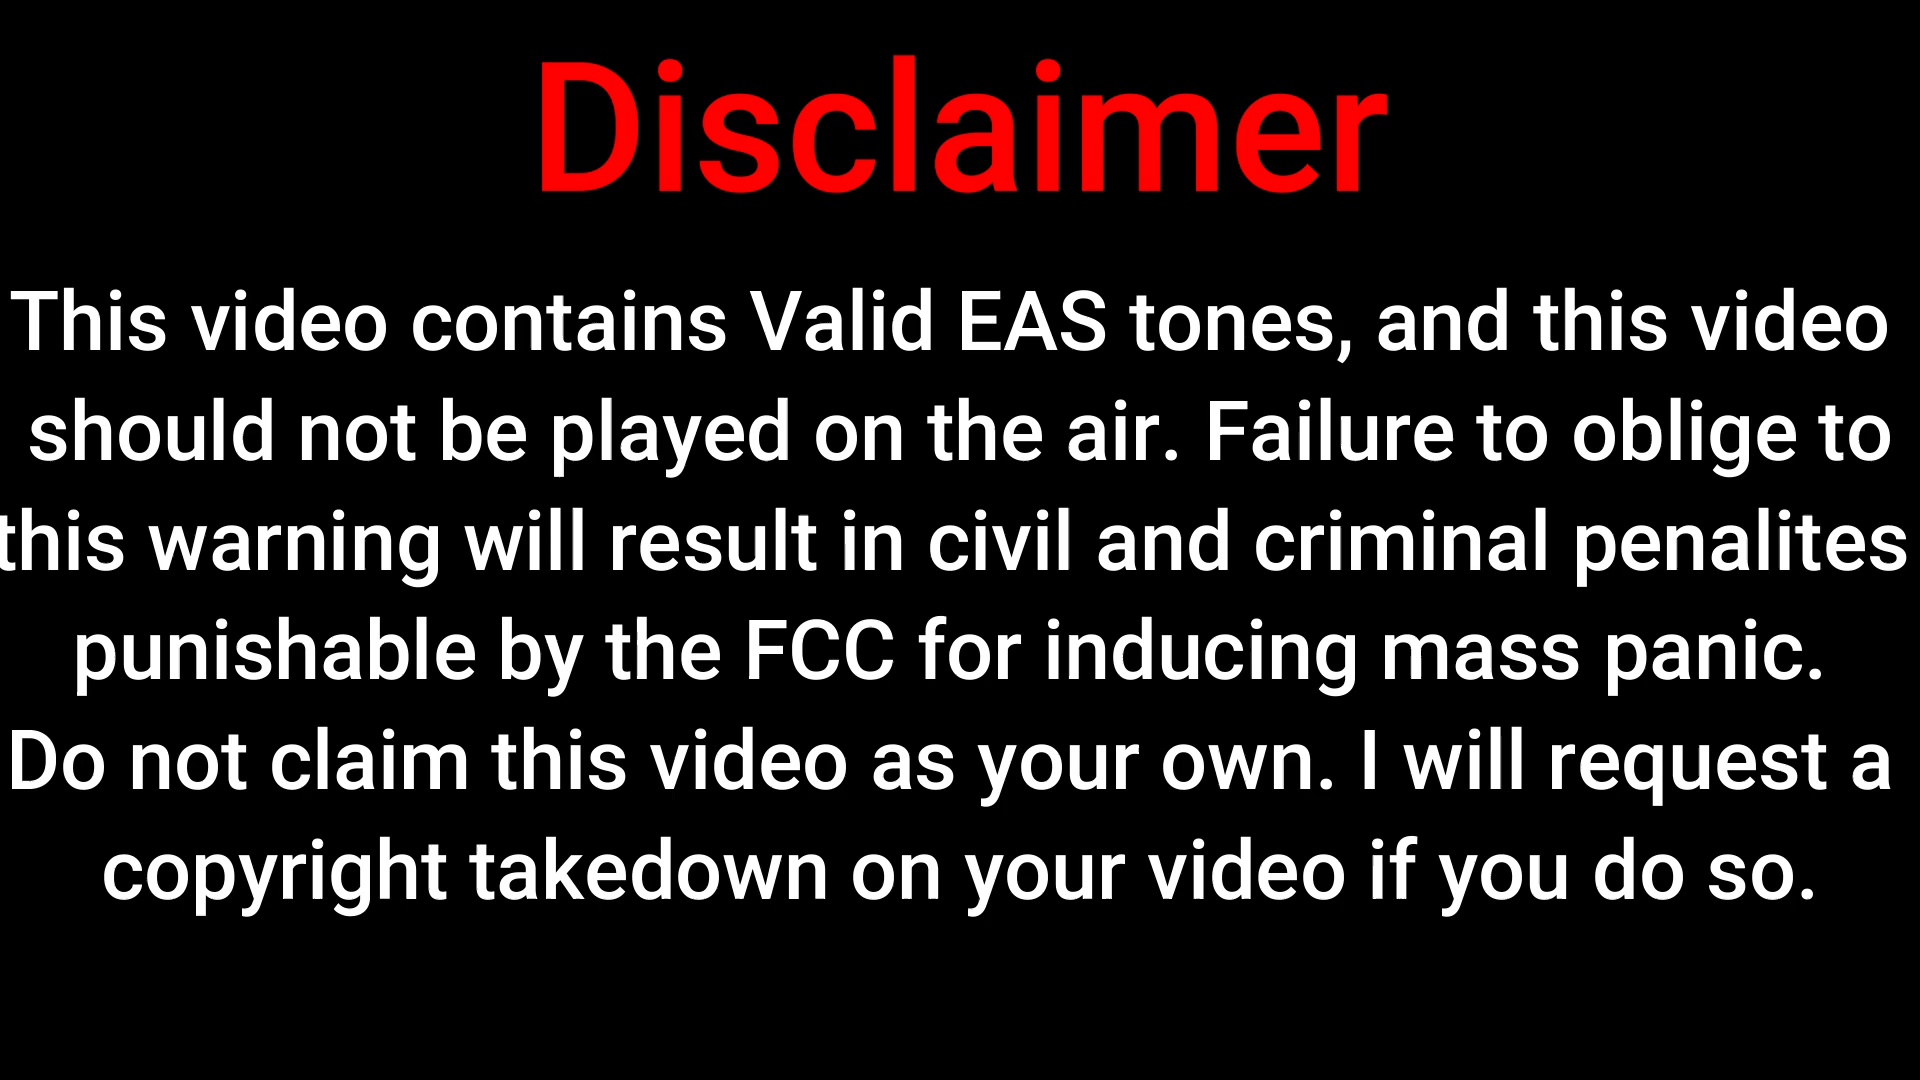 Disclaimer
This video contains Valid EAS tones, and this video
should not be played on the air. Failure to oblige to
this warning will result in civil and criminal penalites
punishable by the FCC for inducing mass panic.
Do not claim this video as your own. I will request a
copyright takedown on your video if you do so.